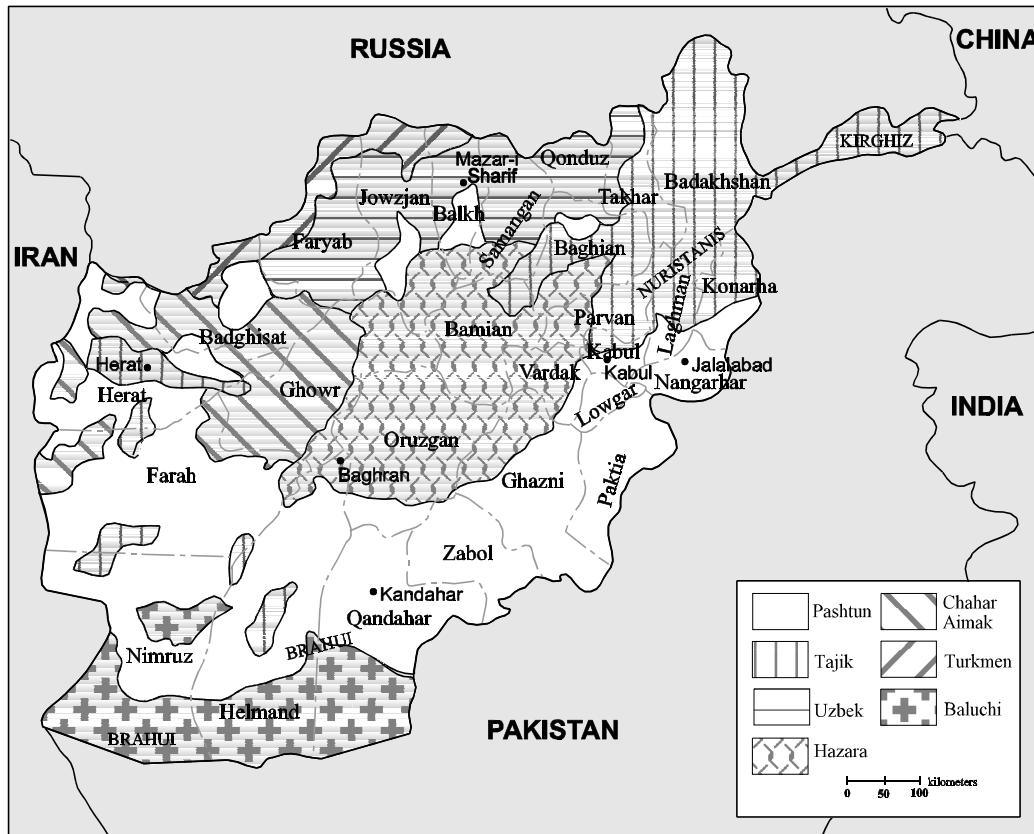 RUSSIA
CHINA
KIRGHIZ
Mazar-i
Sharif
Qonduz
Jowzjan
Takhar
Badakhshan
Balkh
Samangan
Faryab
Baghian
IRAN
NURISTANIS
Konarha
Parvan
Laghman
Badghisat
Bamian
Kabul
Kabul
Jalalabad
Herat
Vardak
Nangarhar
Herat
Ghowr
Lowgar
INDIA
Oruzgan
Baghran
Farah
Ghazni
Paktia
Zabol
Kandahar
Qandahar
BRAHUI
Nimruz
Helmand
BRAHUI
PAKISTAN
Pashtun
Tajik
Uzbek
Hazara
Chahar
Aimak
Turkmen
Baluchi
kilometers
0 50 100